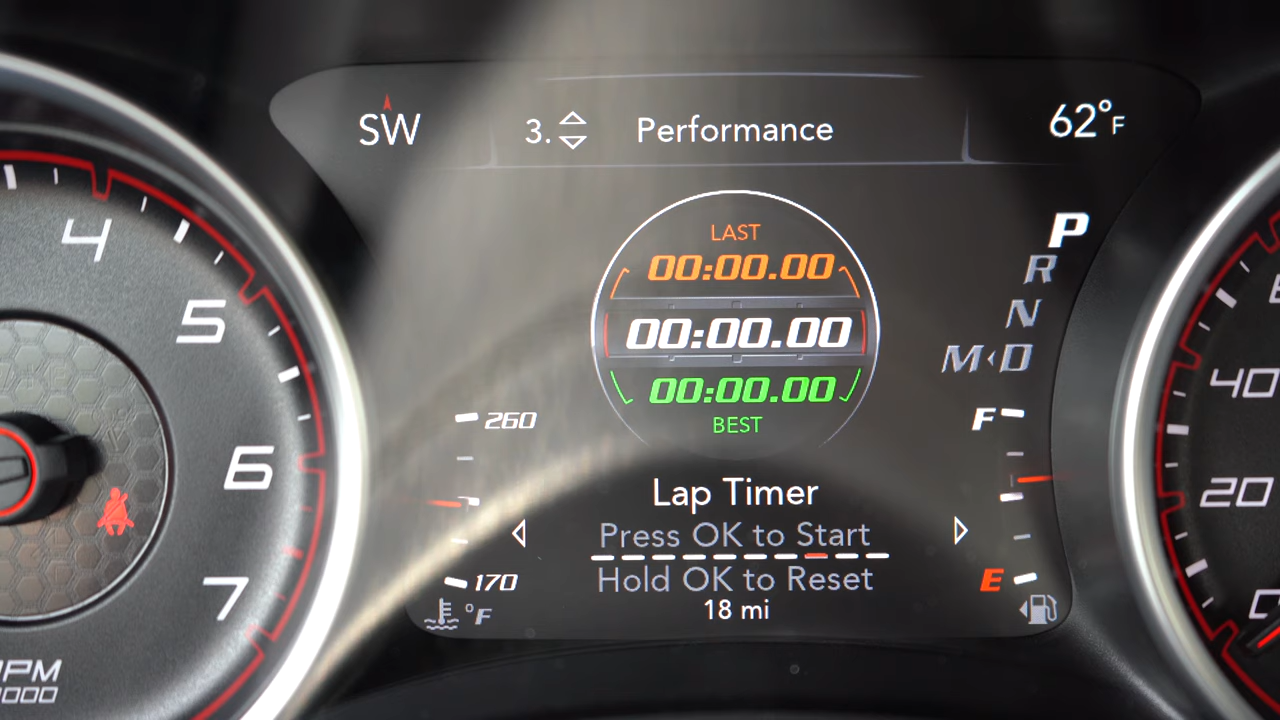 SW
3. Performance
62°F
LAST
00:00.00
00:00.00
00:00.00
BEST
Lap Timer
Press OK to Start
Hold OK to Reset
18 mi
P
R
N
M D
F
E
260
170
°F
4
5
6
7
40
20